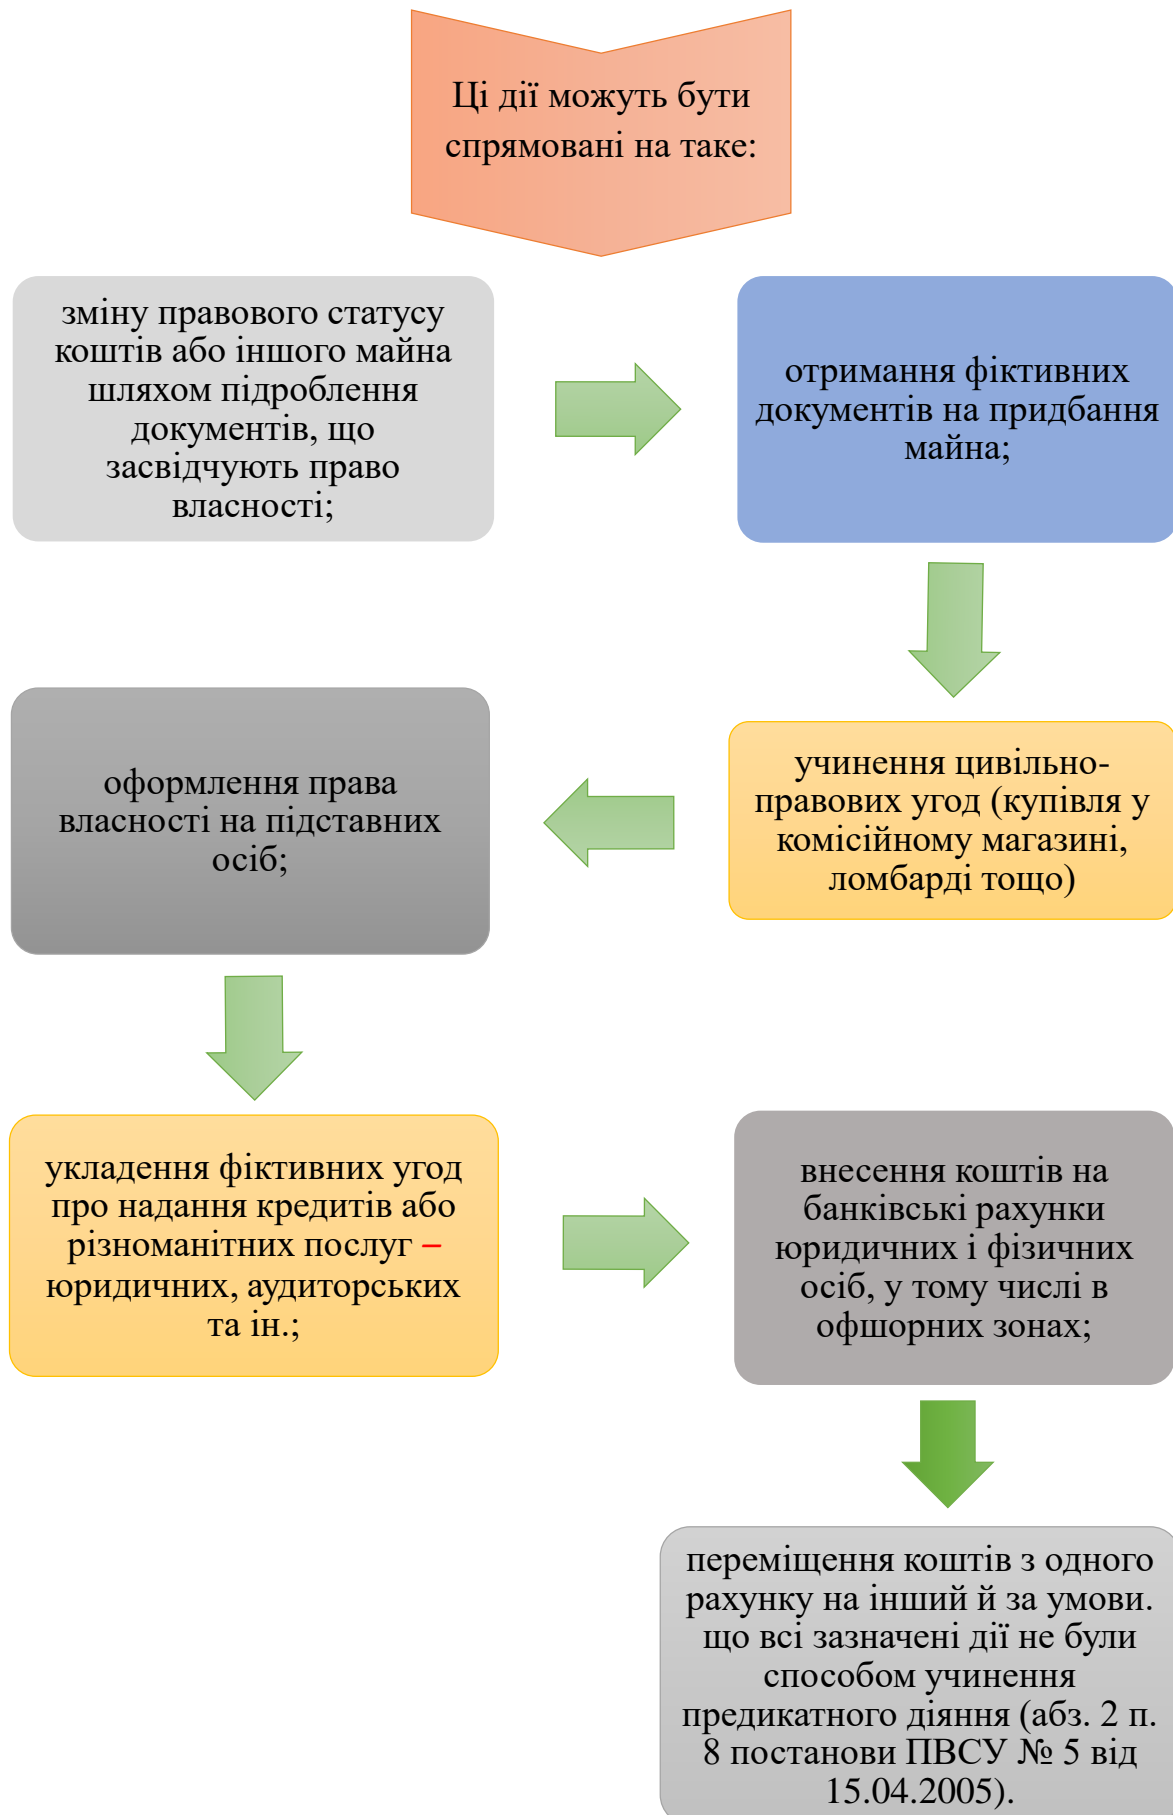 Ці дії можуть бути
спрямовані на таке:
зміну правового статусу
коштів або іншого майна
шляхом підроблення
документів, що
засвідчують право
власності;
отримання фіктивних
документів на придбання
майна;
учинення цивільно-
правових угод (купівля у
комісійному магазині,
ломбарді тощо)
оформлення права
власності на підставних
осіб;
укладення фіктивних угод
про надання кредитів або
різноманітних послуг –
юридичних, аудиторських
та ін.;
внесення коштів на
банківські рахунки
юридичних і фізичних
осіб, у тому числі в
офшорних зонах;
переміщення коштів з одного
рахунку на інший й за умови.
що всі зазначені дії не були
способом учинення
предикатного діяння (абз. 2 п.
8 постанови ПВСУ № 5 від
15.04.2005).